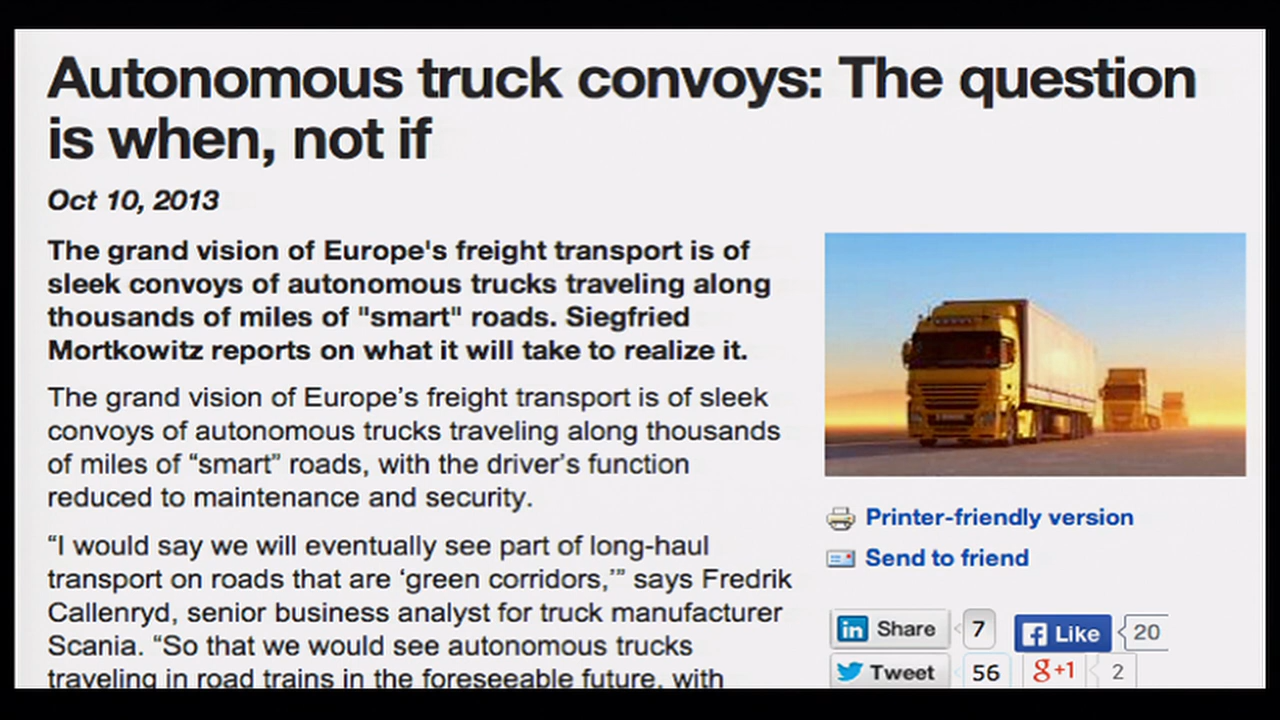 Autonomous truck convoys: The question
is when, not if
Oct 10, 2013
The grand vision of Europe's freight transport is of
sleek convoys of autonomous trucks traveling along
thousands of miles of "smart" roads. Siegfried
Mortkowitz reports on what it will take to realize it.
The grand vision of Europe’s freight transport is of sleek
convoys of autonomous trucks traveling along thousands
of miles of “smart” roads, with the driver’s function
reduced to maintenance and security.
“I would say we will eventually see part of long-haul
transport on roads that are ‘green corridors,’” says Fredrik
Callenryd, senior business analyst for truck manufacturer
Scania. “So that we would see autonomous trucks
traveling in road trains in the foreseeable future, with
Printer-friendly version
Send to friend
in Share 7 f Like 20
Tweet 56 g+1 2